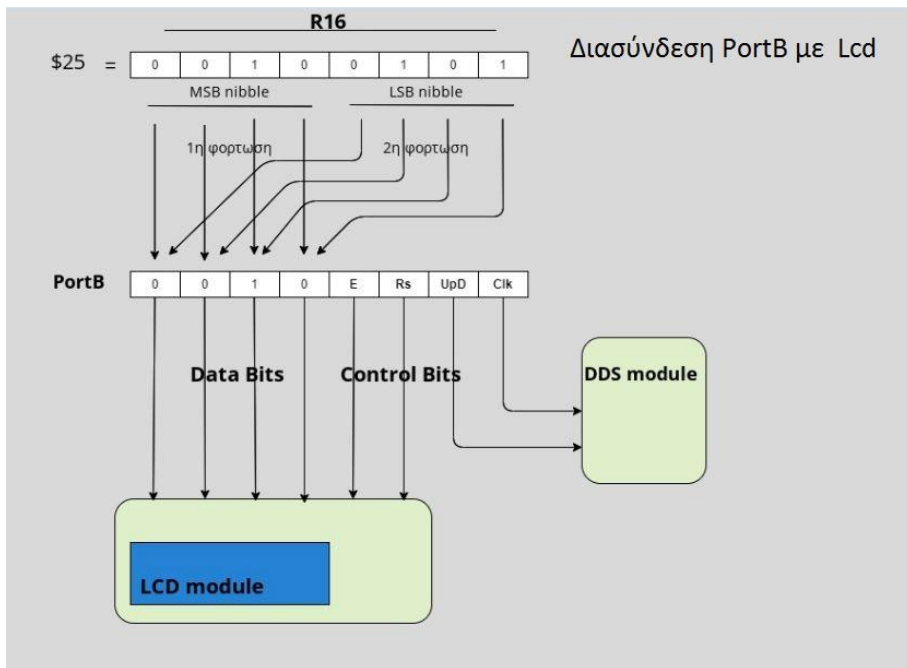 R16
Διασύνδεση PortB με Lcd
$25 = 0 0 1 0 0 1 0 1
MSB nibble LSB nibble
1η φορτωση 2η φορτωση
PortB 0 0 1 0 E Rs UpD Clk
Data Bits Control Bits
DDS module
LCD module